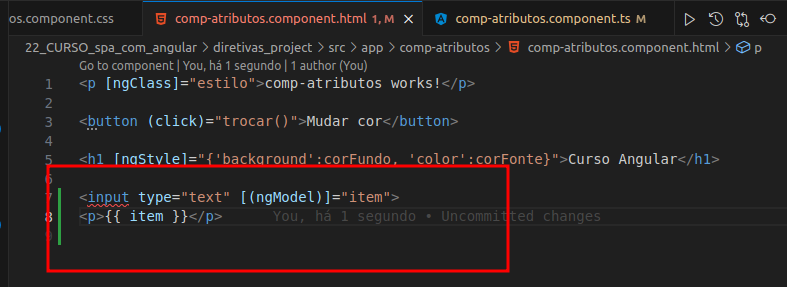 os.component.css comp-atributos.component.html 1, M comp-atributos.component.ts M
22_CURSO_spa_com_angular > diretivas_project > src > app > comp-atributos > comp-atributos.component.html > p
Go to component | You, há 1 segundo | 1 author (You)
1 <p [ngClass]="estilo">comp-atributos works!</p>
2
3 <button (click)="trocar()">Mudar cor</button>
4
5 <h1 [ngStyle]="{'background':corFundo, 'color':corFonte}">Curso Angular</h1>
6
7 <input type="text" [(ngModel)]="item">
8 <p>{{ item }}</p> You, há 1 segundo • Uncommitted changes
9